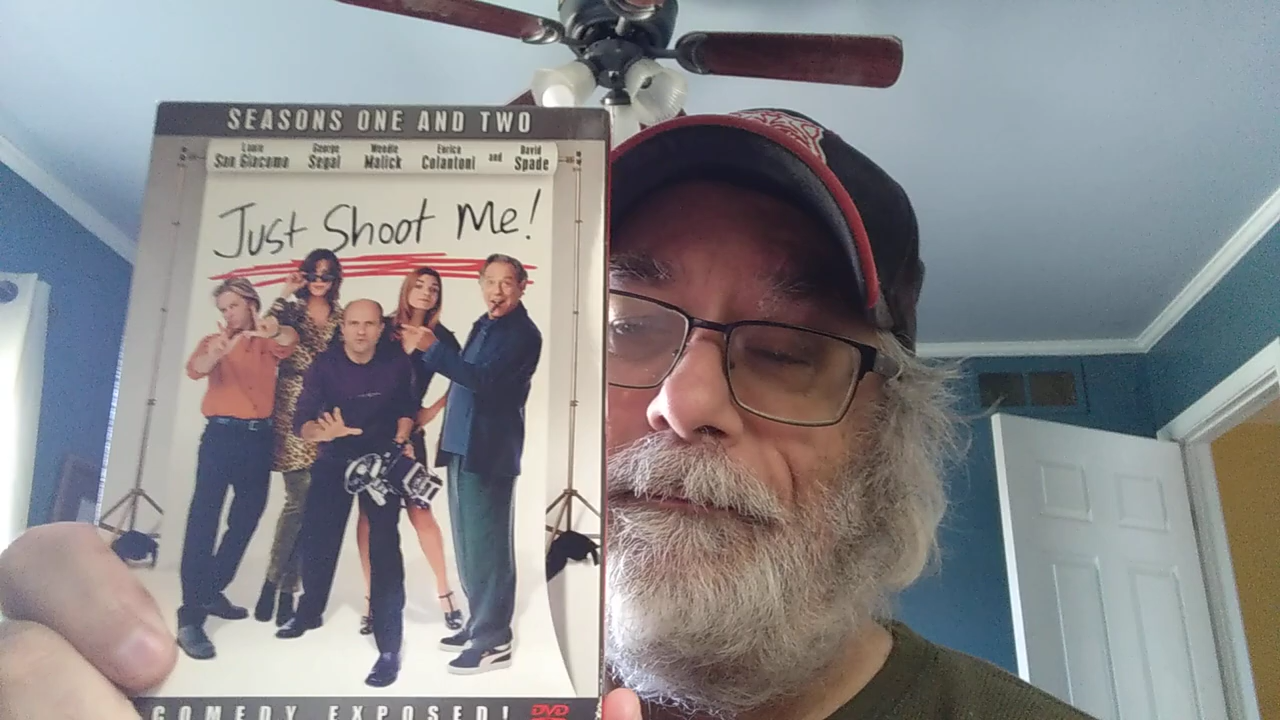 SEASONS ONE AND TWO
Laura San Giacomo George Segal Wendie Malick Enrico Colantoni and David Spade
Just Shoot Me!
COMEDY EXPOSED! DVD